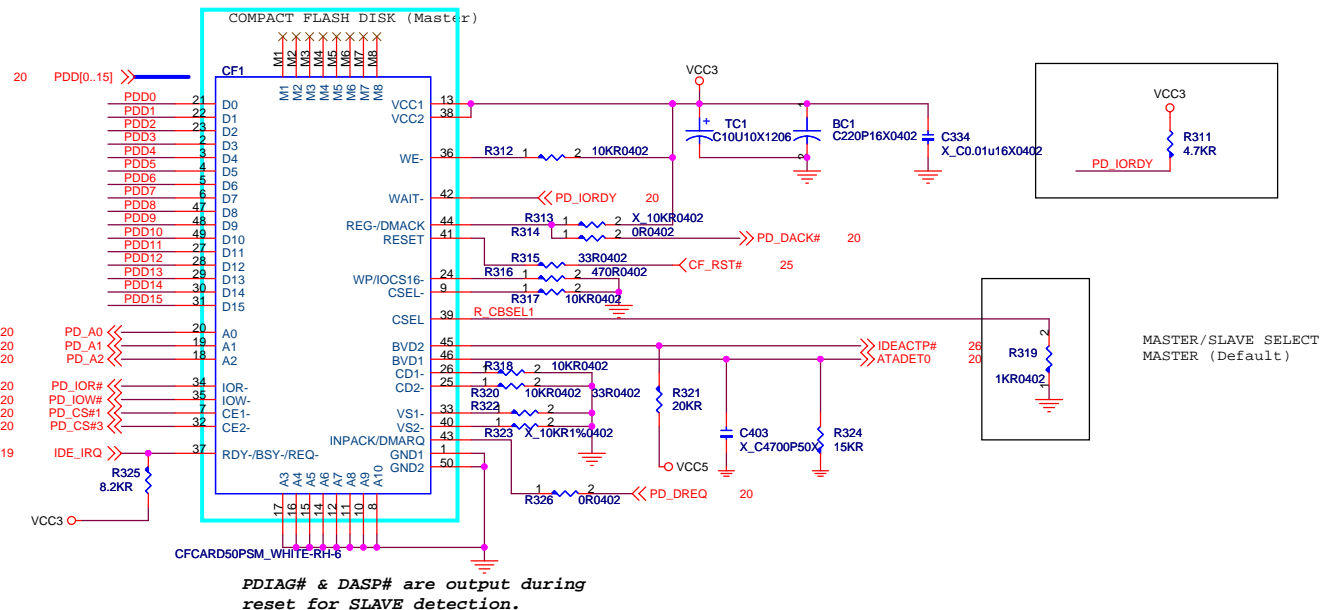 COMPACT FLASH DISK (Master)
M1 M2 M3 M4 M5 M6 M7 M8
20 PDD[0..15]
CF1
M1 M2 M3 M4 M5 M6 M7 M8
PDD0 21 D0
PDD1 22 D1
PDD2 23 D2
PDD3 2 D3
PDD4 3 D4
PDD5 4 D5
PDD6 5 D6
PDD7 6 D7
PDD8 47 D8
PDD9 48 D9
PDD10 49 D10
PDD11 27 D11
PDD12 28 D12
PDD13 29 D13
PDD14 30 D14
PDD15 31 D15
20 PD_A0 20 A0
20 PD_A1 19 A1
20 PD_A2 18 A2
20 PD_IOR# 34 IOR-
20 PD_IOW# 35 IOW-
20 PD_CS#1 7 CE1-
20 PD_CS#3 32 CE2-
19 IDE_IRQ 37 RDY-/BSY-/REQ-
R325
8.2KR
VCC3
VCC1 13
VCC2 38
WE- 36 R312 1 2 10KR0402
WAIT- 42 PD_IORDY 20
REG-/DMACK 44 R313 1 2 X_10KR0402
RESET 41 R314 1 2 0R0402 PD_DACK# 20
R315 1 2 33R0402 CF_RST# 25
WP/IOCS16- 24 R316 1 2 470R0402
CSEL- 9 R317 1 2 10KR0402
CSEL 39 R_CBSEL1
BVD2 45 IDEACTP# 26
BVD1 46 ATADET0 20
CD1- 26 R318 1 2 10KR0402
CD2- 25 R320 1 2 10KR0402 33R0402
VS1- 33 R322 1 2
VS2- 40 R323 1 2 X_10KR1%0402
INPACK/DMARQ 43
GND1 1
GND2 50
R326 1 2 0R0402 PD_DREQ 20
A3 A4 A5 A6 A7 A8 A9 A10
17 16 15 14 12 11 10 8
CFCARD50PSM_WHITE-RH-6
VCC3
TC1
C10U10X1206
+
1 2
BC1
C220P16X0402
C334
X_C0.01u16X0402
VCC3
R311
4.7KR
PD_IORDY
R321
20KR
VCC5
C403
X_C4700P50X
R324
15KR
2
R319
1KR0402
1
MASTER/SLAVE SELECT
MASTER (Default)
PDIAG# & DASP# are output during
reset for SLAVE detection.